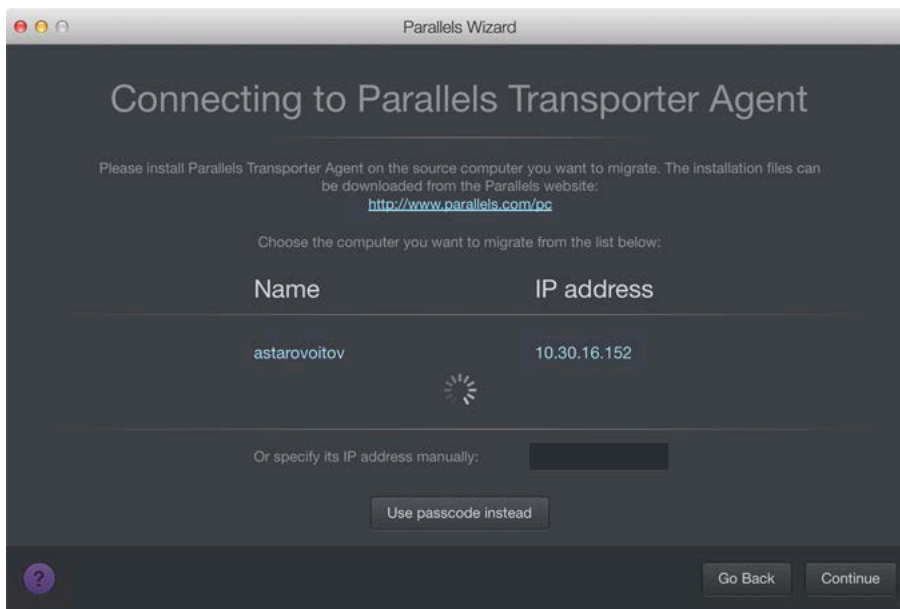 Parallels Wizard
Connecting to Parallels Transporter Agent
Please install Parallels Transporter Agent on the source computer you want to migrate. The installation files can
be downloaded from the Parallels website:
http://www.parallels.com/pc
Choose the computer you want to migrate from the list below:
Name IP address
astarovoitov 10.30.16.152
Or specify its IP address manually:
Use passcode instead
? Go Back Continue